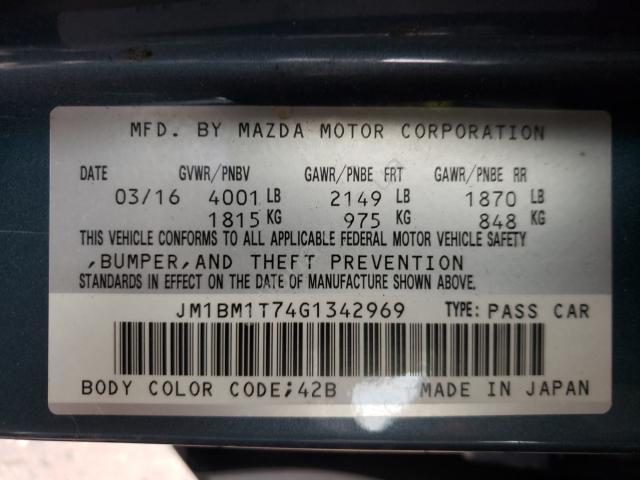 MFD. BY MAZDA MOTOR CORPORATION
DATE GVWR/PNBV GAWR/PNBE FRT GAWR/PNBE RR
03/16 4001 LB 2149 LB 1870 LB
1815 KG 975 KG 848 KG
THIS VEHICLE CONFORMS TO ALL APPLICABLE FEDERAL MOTOR VEHICLE SAFETY
,BUMPER,AND THEFT PREVENTION
STANDARDS IN EFFECT ON THE DATE OF MANUFACTURE SHOWN ABOVE.
JM1BM1T74G1342969 TYPE: PASS CAR
BODY COLOR CODE;42B MADE IN JAPAN